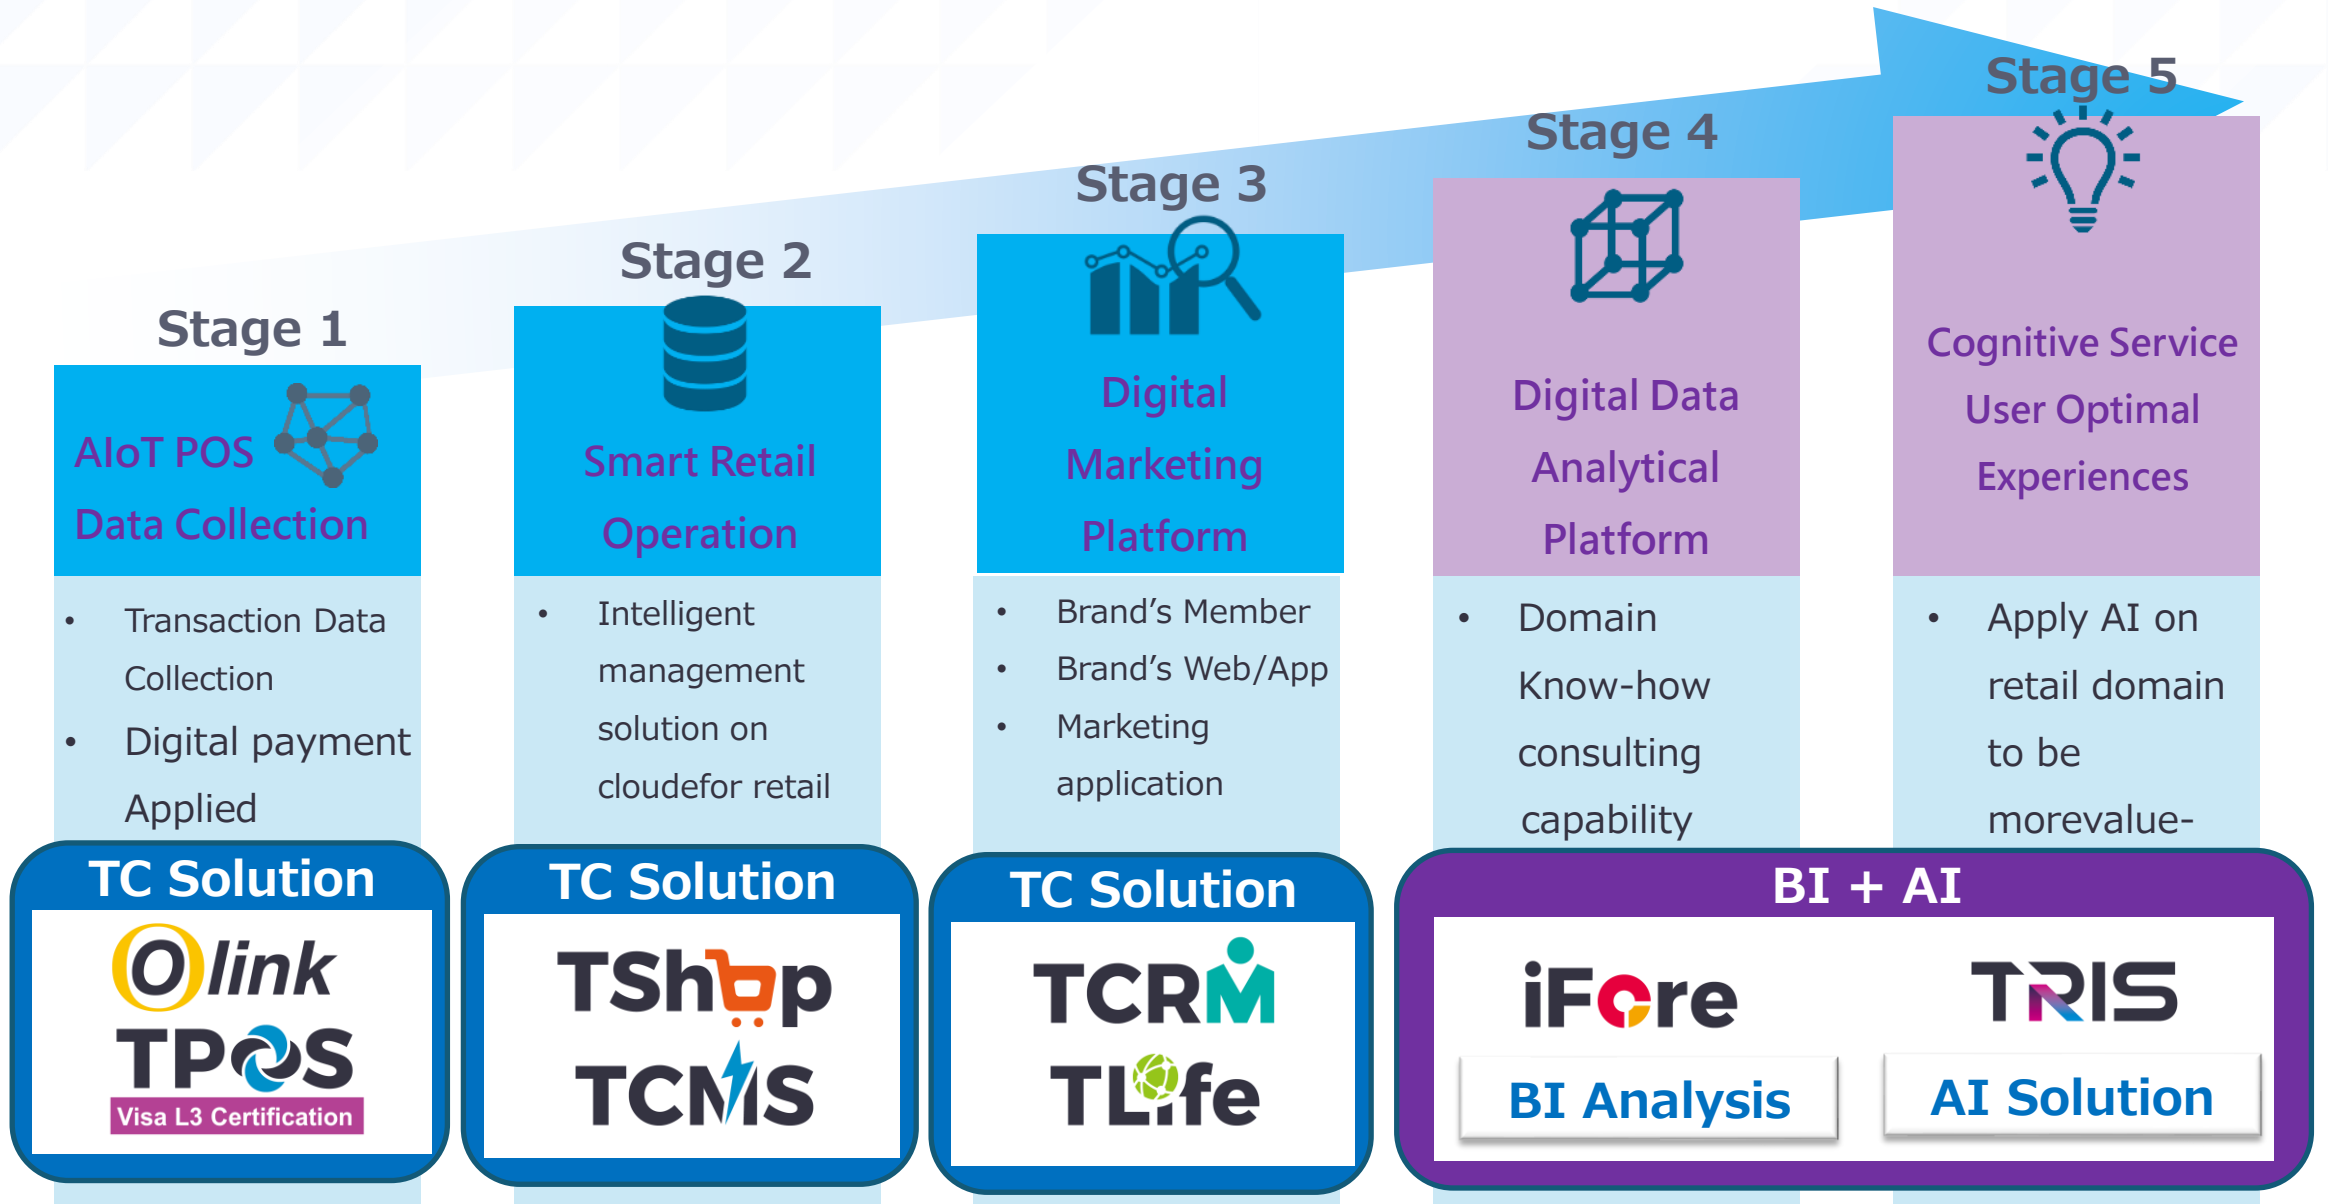 Stage 1
AIoT POS
Data Collection
• Transaction Data
Collection
• Digital payment
Applied
TC Solution
Olink
TPOS
Visa L3 Certification
Stage 2
Smart Retail
Operation
• Intelligent
management
solution on
cloudefor retail
TC Solution
TShop
TCMS
Stage 3
Digital
Marketing
Platform
• Brand’s Member
• Brand’s Web/App
• Marketing
application
TC Solution
TCRM
TLife
Stage 4
Digital Data
Analytical
Platform
• Domain
Know-how
consulting
capability
Stage 5
Cognitive Service
User Optimal
Experiences
• Apply AI on
retail domain
to be
morevalue-
BI + AI
iFore
BI Analysis
TRIS
AI Solution